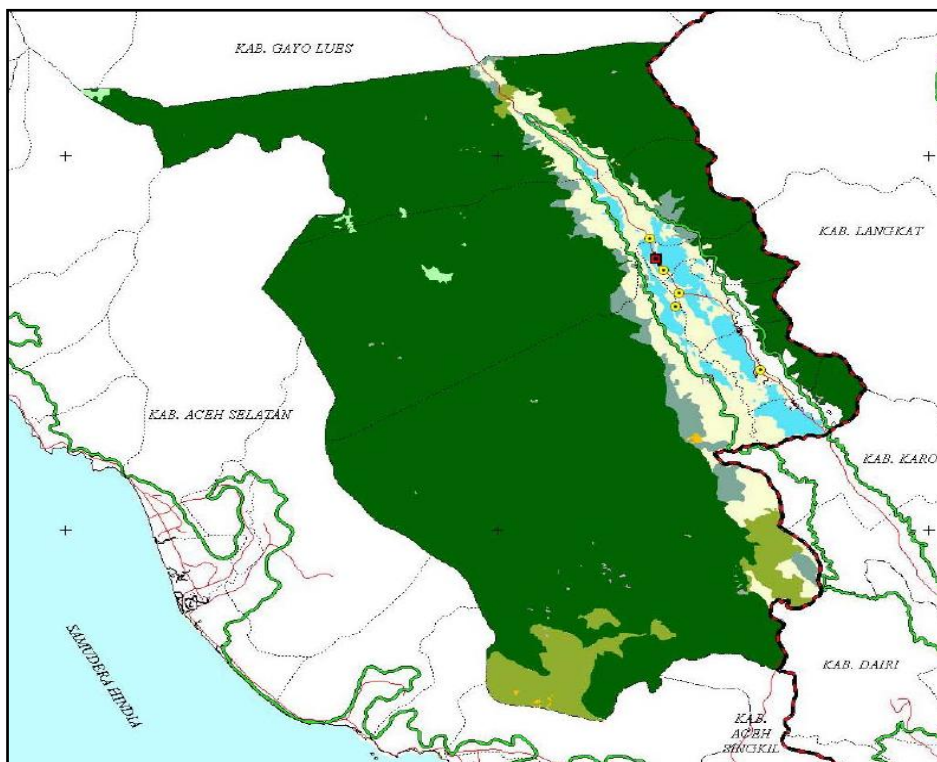 KAB. GAYO LUES
KAB. LANGKAT
KAB. ACEH SELATAN
KAB. KARO
SAMUDERA HINDIA
KAB. DAIRI
KAB.
ACEH
SINGKIL